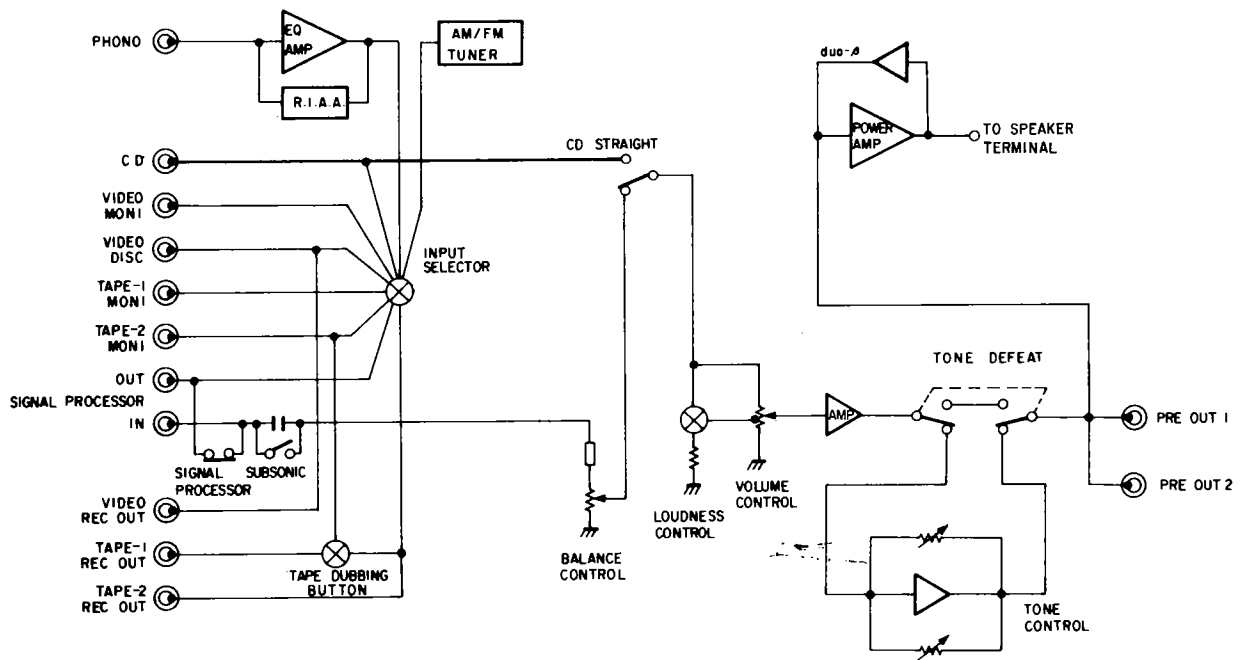 PHONO
EQ
AMP
R.I.A.A.
AM/FM
TUNER
duo-β
POWER
AMP
TO SPEAKER
TERMINAL
CD
CD STRAIGHT
VIDEO
MONI
VIDEO
DISC
INPUT
SELECTOR
TAPE-1
MONI
TAPE-2
MONI
OUT
SIGNAL PROCESSOR
IN
SIGNAL
PROCESSOR
SUBSONIC
TONE DEFEAT
AMP
PRE OUT 1
PRE OUT 2
VOLUME
CONTROL
LOUDNESS
CONTROL
BALANCE
CONTROL
VIDEO
REC OUT
TAPE-1
REC OUT
TAPE DUBBING
BUTTON
TAPE-2
REC OUT
TONE
CONTROL